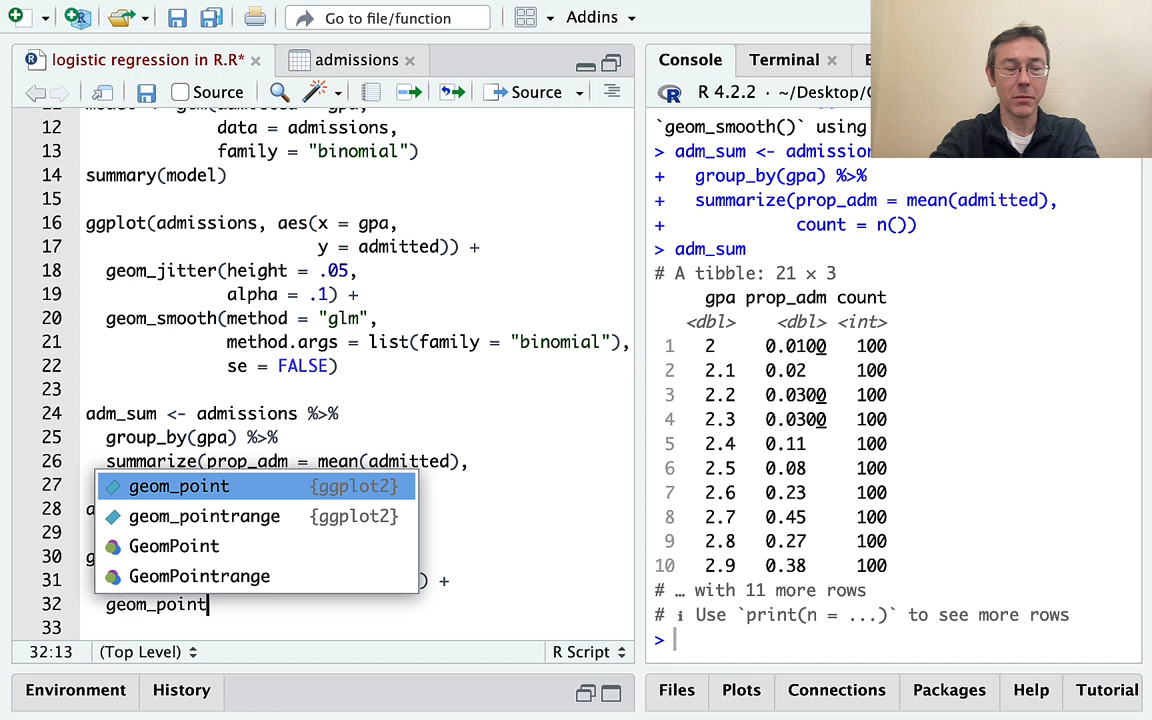 Go to file/function
Addins
logistic regression in R.R*
admissions
Source
Source
12 data = admissions,
13 family = "binomial")
14 summary(model)
15
16 ggplot(admissions, aes(x = gpa,
17 y = admitted)) +
18 geom_jitter(height = .05,
19 alpha = .1) +
20 geom_smooth(method = "glm",
21 method.args = list(family = "binomial"),
22 se = FALSE)
23
24 adm_sum <- admissions %>%
25 group_by(gpa) %>%
26 summarize(prop_adm = mean(admitted),
27
28
29
30
31 ) +
32 geom_point
33
geom_point {ggplot2}
geom_pointrange {ggplot2}
GeomPoint
GeomPointrange
32:13 (Top Level) R Script
Environment History
Console Terminal
R 4.2.2 · ~/Desktop/
`geom_smooth()` using
> adm_sum <- admission
+ group_by(gpa) %>%
+ summarize(prop_adm = mean(admitted),
+ count = n())
> adm_sum
# A tibble: 21 × 3
gpa prop_adm count
<dbl> <dbl> <int>
1 2 0.0100 100
2 2.1 0.02 100
3 2.2 0.0300 100
4 2.3 0.0300 100
5 2.4 0.11 100
6 2.5 0.08 100
7 2.6 0.23 100
8 2.7 0.45 100
9 2.8 0.27 100
10 2.9 0.38 100
# … with 11 more rows
# ℹ Use `print(n = ...)` to see more rows
>
Files Plots Connections Packages Help Tutorial